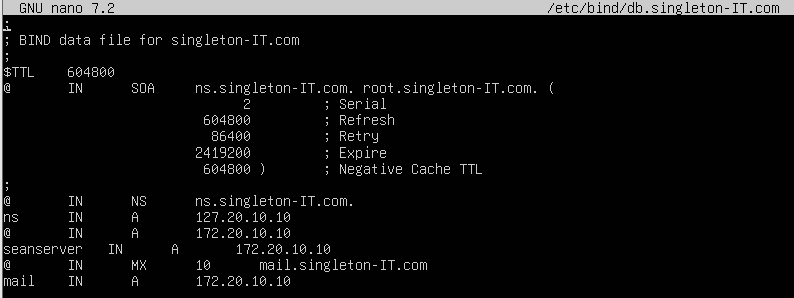 GNU nano 7.2 /etc/bind/db.singleton-IT.com
;
; BIND data file for singleton-IT.com
;
$TTL 604800
@ IN SOA ns.singleton-IT.com. root.singleton-IT.com. (
2 ; Serial
604800 ; Refresh
86400 ; Retry
2419200 ; Expire
604800 ) ; Negative Cache TTL
;
@ IN NS ns.singleton-IT.com.
ns IN A 127.20.10.10
@ IN A 172.20.10.10
seanserver IN A 172.20.10.10
@ IN MX 10 mail.singleton-IT.com
mail IN A 172.20.10.10